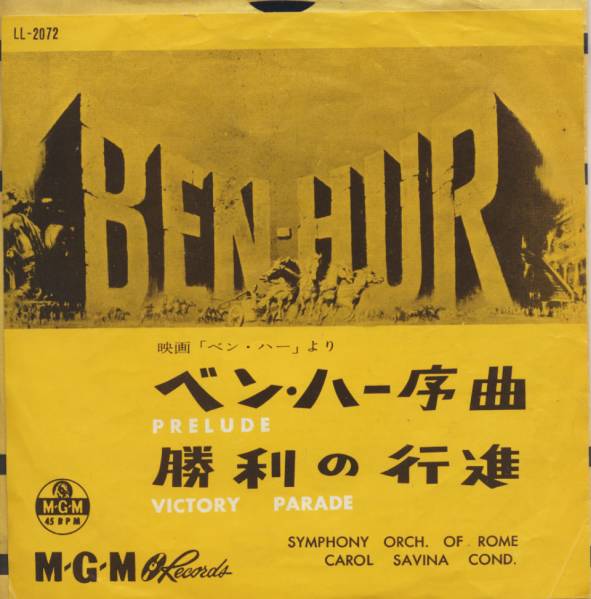 LL-2072
BEN-HUR
映画「ベン・ハー」より
ベン・ハー序曲
PRELUDE
勝利の行進
VICTORY PARADE
M-G-M
45 RPM
SYMPHONY ORCH. OF ROME
CAROL SAVINA COND.
M-G-M Records